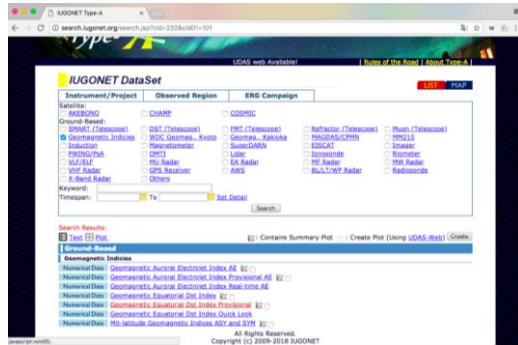 IUGONET Type-A
search.iugonet.org/search.jsp?cid=232&cid01=101
Type-A
UDAS web Available!
| Rules of the Road | About Type-A |
IUGONET DataSet
LIST MAP
Instrument/Project Observed Region ERG Campaign
Satellite:
AKEBONO CHAMP COSMIC
Ground-Based:
SMART (Telescope) DST (Telescope) FMT (Telescope) Refractor (Telescope) Muon (Telescope)
Geomagnetic Indicies WDC Geomag., Kyoto Geomag., Kakioka MAGDAS/CPMN MM210
Induction Magnetometer SuperDARN EISCAT Imager
PWING/PsA OMTI Lidar Ionosonde Riometer
VLF/ELF MU Radar EA Radar MF Radar MW Radar
VHF Radar GPS Receiver AWS BL/LT/WP Radar Radiosonde
X-Band Radar Others
Keyword:
Timespan: To Set Detail
Search
Search Results:
Text Plot : Contains Summary Plot : Create Plot (Using UDAS-Web) Create
Ground-Based
Geomagnetic Indicies
Numerical Data Geomagnetic Auroral Electrojet Index AE
Numerical Data Geomagnetic Auroral Electrojet Index Provisional AE
Numerical Data Geomagnetic Auroral Electrojet Index Real-time AE
Numerical Data Geomagnetic Equatorial Dst Index
Numerical Data Geomagnetic Equatorial Dst Index Provisional
Numerical Data Geomagnetic Equatorial Dst Index Quick Look
Numerical Data Mit-latitude Geomagnetic Indices ASY and SYM
All Rights Reserved.
Copyright (c) 2009-2018 IUGONET